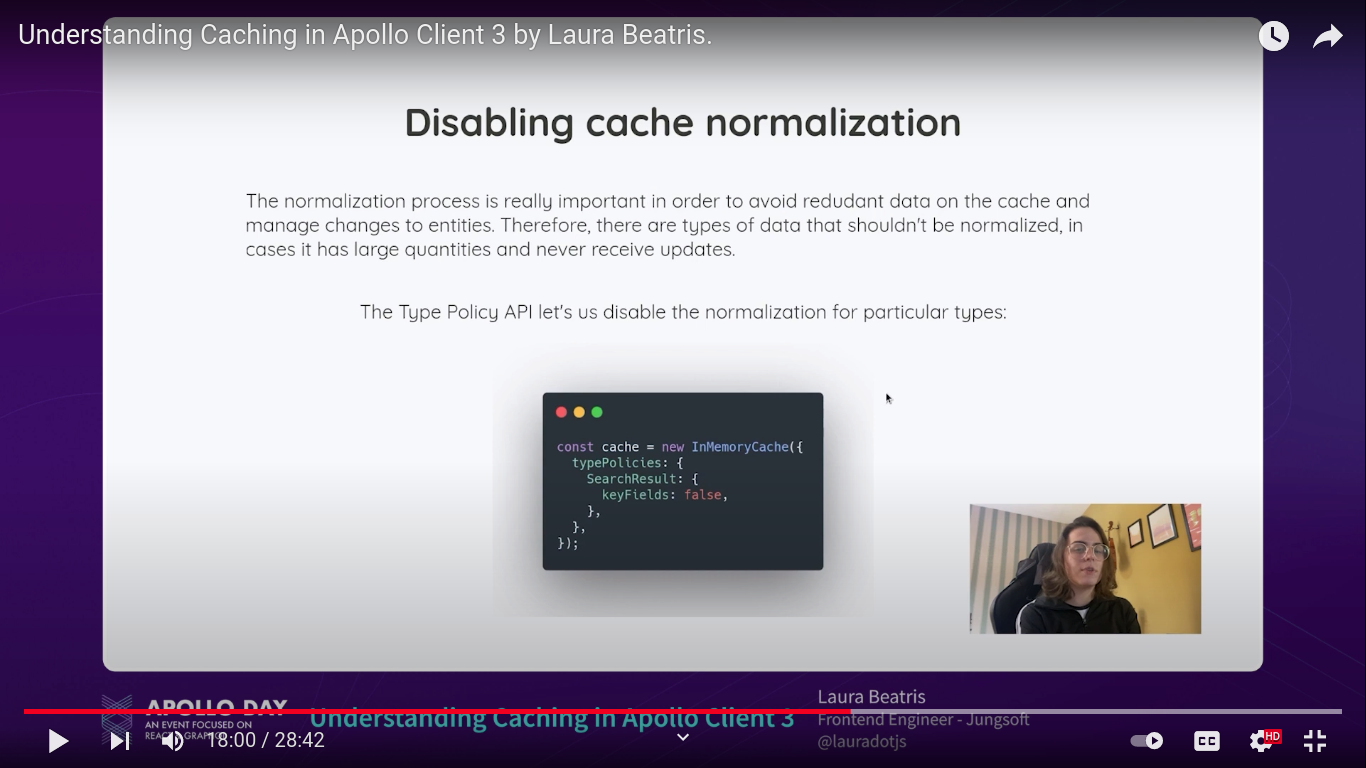 Understanding Caching in Apollo Client 3 by Laura Beatris.
Disabling cache normalization
The normalization process is really important in order to avoid redudant data on the cache and
manage changes to entities. Therefore, there are types of data that shouldn't be normalized, in
cases it has large quantities and never receive updates.
The Type Policy API let's us disable the normalization for particular types:
const cache = new InMemoryCache({
typePolicies: {
SearchResult: {
keyFields: false,
},
},
});
APOLLO DAY
AN EVENT FOCUSED ON
Understanding Caching in Apollo Client 3
Laura Beatris
Frontend Engineer - Jungsoft
@lauradotjs
18:00 / 28:42
CC
HD